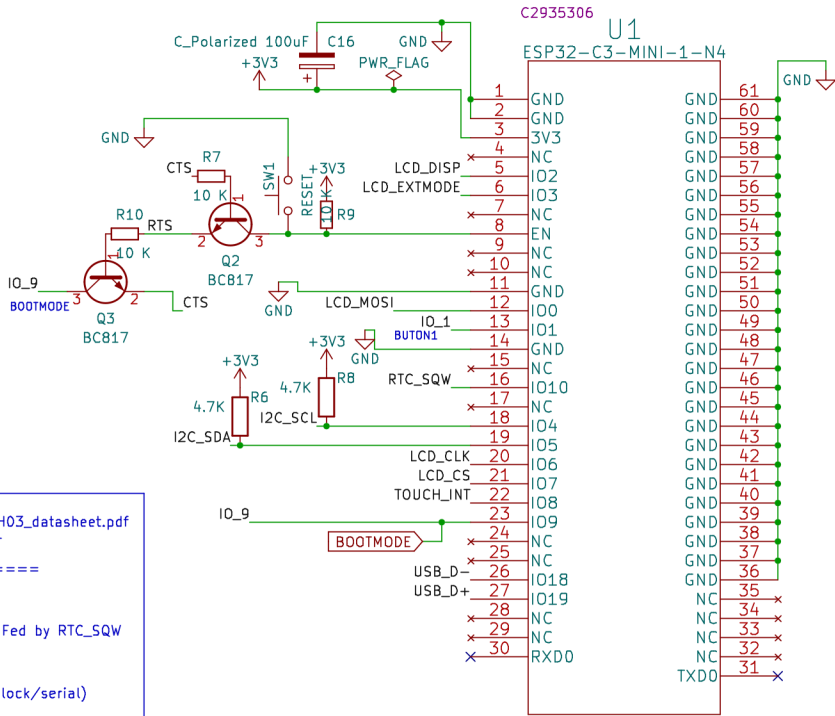 C2935306
U1
ESP32-C3-MINI-1-N4
C_Polarized 100uF C16
GND
+3V3
PWR_FLAG
+
GND
1 GND GND 61
2 GND GND 60
3 3V3 GND 59
4 NC GND 58
LCD_DISP 5 IO2 GND 57
LCD_EXTMODE 6 IO3 GND 56
7 NC GND 55
8 EN GND 54
9 NC GND 53
10 NC GND 52
11 GND GND 51
LCD_MOSI 12 IO0 GND 50
IO_1 13 IO1 GND 49
BUTON1
14 GND GND 48
15 NC GND 47
RTC_SQW 16 IO10 GND 46
17 NC GND 45
I2C_SCL 18 IO4 GND 44
I2C_SDA 19 IO5 GND 43
LCD_CLK 20 IO6 GND 42
LCD_CS 21 IO7 GND 41
TOUCH_INT 22 IO8 GND 40
IO_9 23 IO9 GND 39
BOOTMODE
24 NC GND 38
25 NC GND 37
USB_D- 26 IO18 GND 36
USB_D+ 27 IO19 NC 35
28 NC NC 34
29 NC NC 33
30 RXD0 NC 32
TXD0 31
GND
CTS
R7
10 K
1
2
3
Q2
BC817
SW1
RESET
+3V3
10 K
R9
R10
RTS
10 K
1
IO_9
BOOTMODE
3
2
CTS
Q3
BC817
GND
GND
+3V3
4.7K
R8
+3V3
4.7K
R6
H03_datasheet.pdf
====
Fed by RTC_SQW
lock/serial)